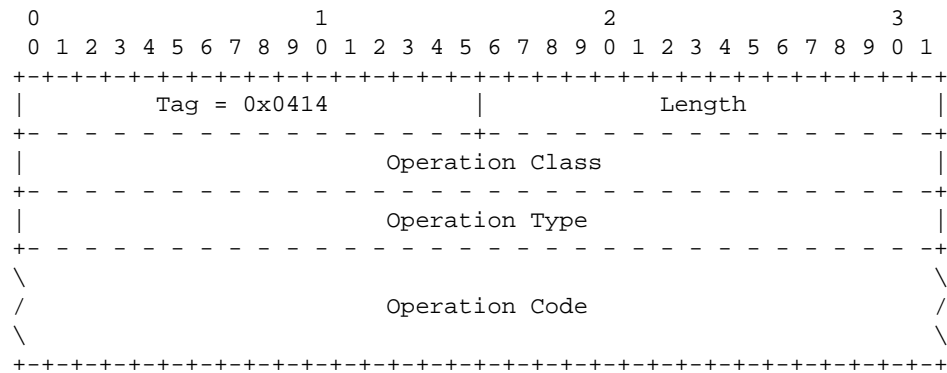 0                   1                   2                   3
 0 1 2 3 4 5 6 7 8 9 0 1 2 3 4 5 6 7 8 9 0 1 2 3 4 5 6 7 8 9 0 1
+-+-+-+-+-+-+-+-+-+-+-+-+-+-+-+-+-+-+-+-+-+-+-+-+-+-+-+-+-+-+-+-+
|         Tag = 0x0414          |            Length             |
+- - - - - - - - - - - - - - - -+- - - - - - - - - - - - - - - -+
|                         Operation Class                       |
+- - - - - - - - - - - - - - - - - - - - - - - - - - - - - - - -+
|                         Operation Type                        |
+- - - - - - - - - - - - - - - - - - - - - - - - - - - - - - - -+
\                                                               \
/                         Operation Code                        /
\                                                               \
+-+-+-+-+-+-+-+-+-+-+-+-+-+-+-+-+-+-+-+-+-+-+-+-+-+-+-+-+-+-+-+-+